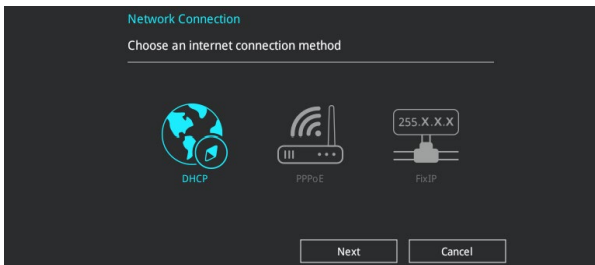 Network Connection
Choose an internet connection method
255.X.X.X
DHCP
PPPoE
FixIP
Next
Cancel